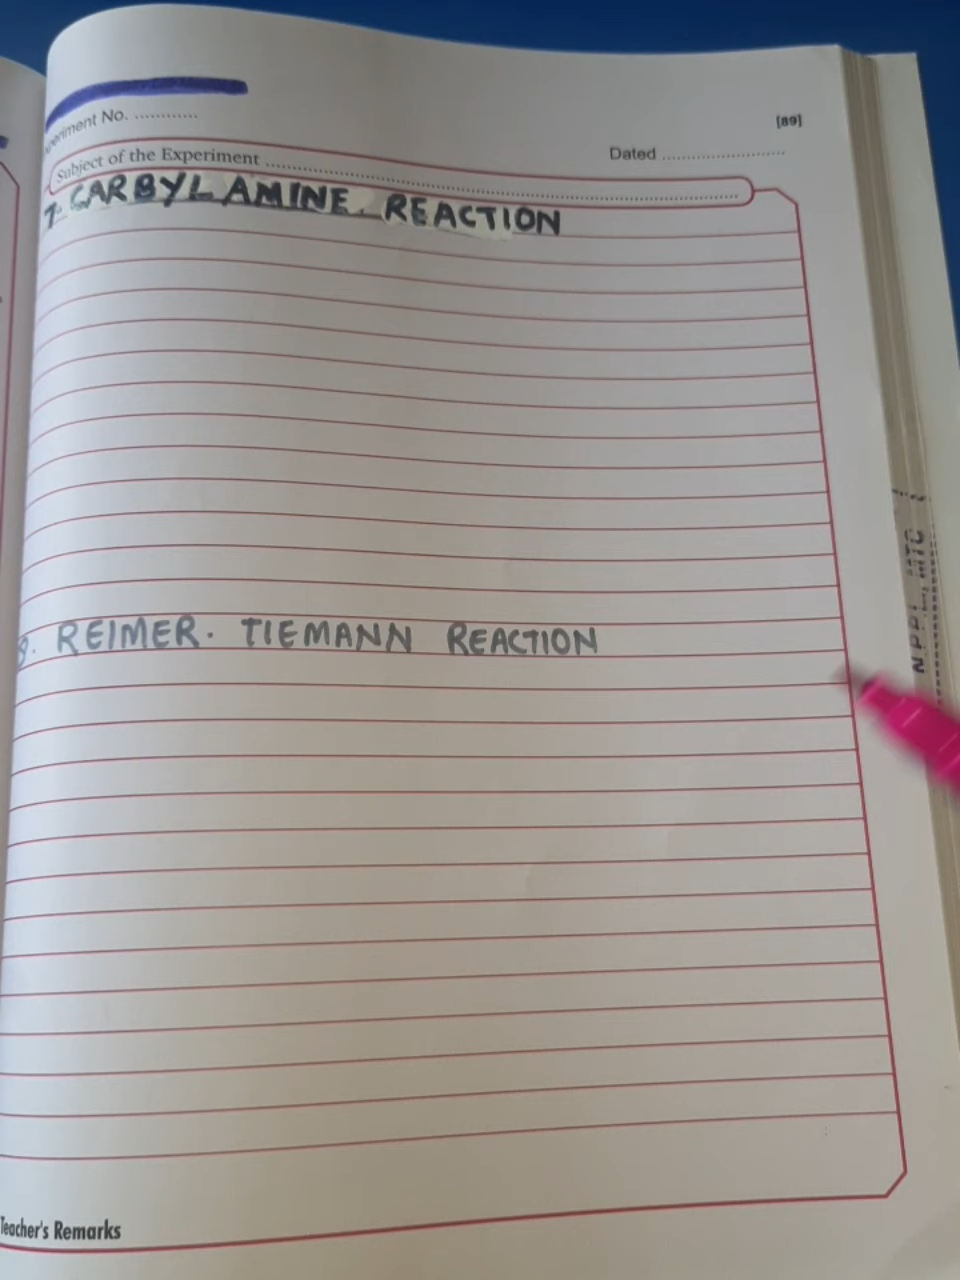 Experiment No. ............
[89]
Dated ......................
Subject of the Experiment ..............................
7. CARBYLAMINE. REACTION
8. REIMER. TIEMANN REACTION
Teacher's Remarks